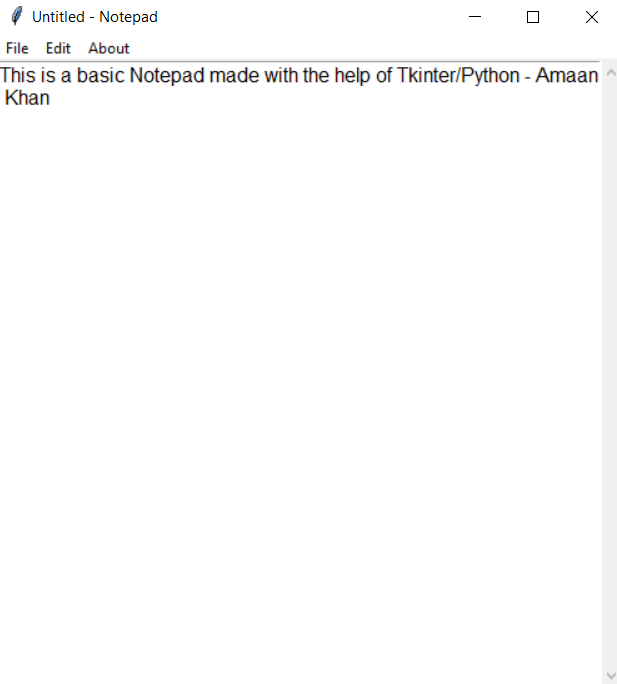 Untitled - Notepad
File Edit About
This is a basic Notepad made with the help of Tkinter/Python - Amaan
Khan